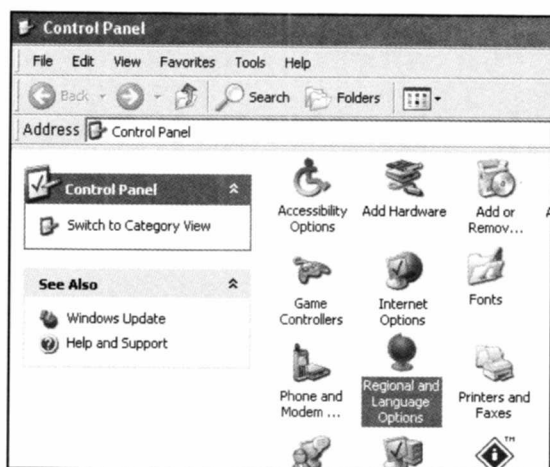 Control Panel
File Edit View Favorites Tools Help
Back Search Folders
Address Control Panel
Control Panel
Switch to Category View
See Also
Windows Update
Help and Support
Accessibility
Options
Add Hardware
Add or
Remov...
Game
Controllers
Internet
Options
Fonts
Phone and
Modem ...
Regional and
Language
Options
Printers and
Faxes
TM